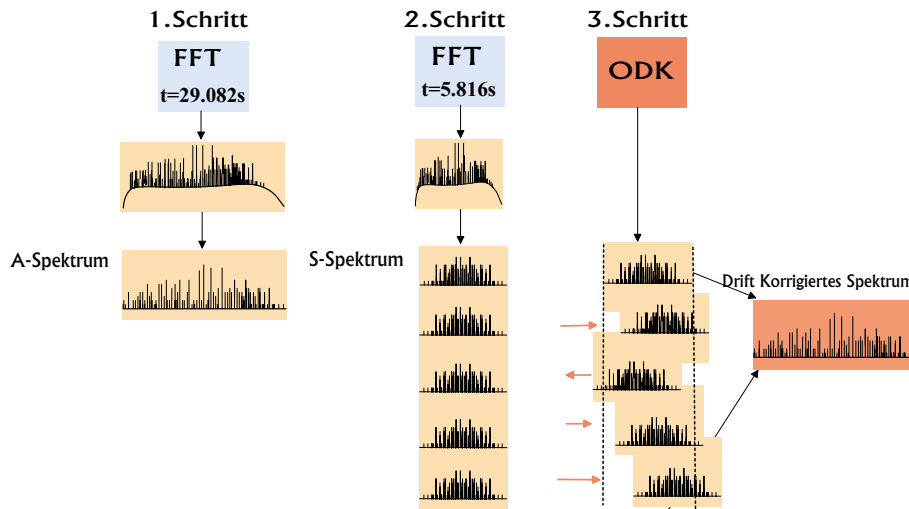 1.Schritt
FFT
t=29.082s
A-Spektrum
2.Schritt
FFT
t=5.816s
S-Spektrum
3.Schritt
ODK
Drift Korrigiertes Spektrum